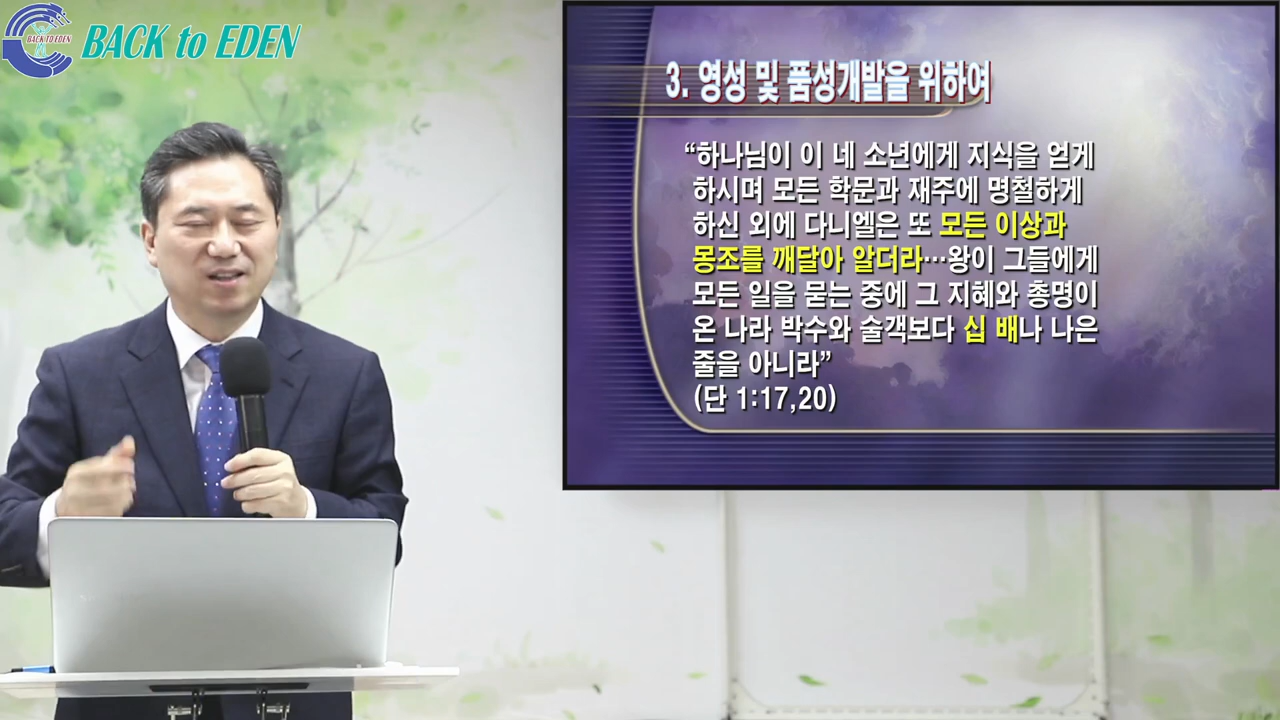 BACK TO EDEN
BACK to EDEN
3. 영성 및 품성개발을 위하여
“하나님이 이 네 소년에게 지식을 얻게
하시며 모든 학문과 재주에 명철하게
하신 외에 다니엘은 또 모든 이상과
몽조를 깨달아 알더라…왕이 그들에게
모든 일을 묻는 중에 그 지혜와 총명이
온 나라 박수와 술객보다 십 배나 나은
줄을 아니라”
(단 1:17,20)